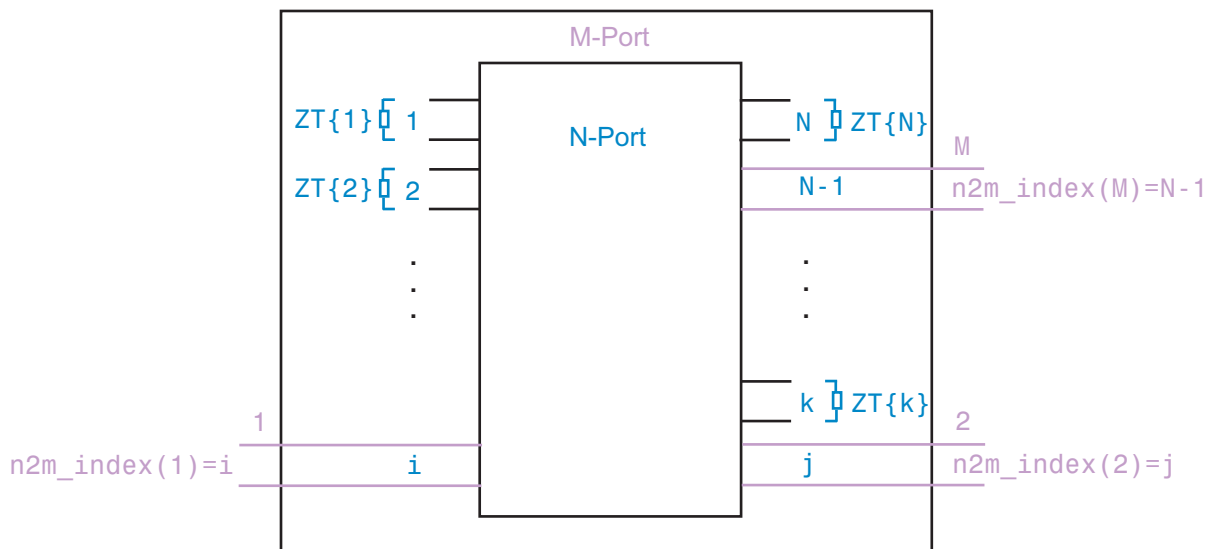 M-Port
N-Port
ZT{1} 1
N ZT{N}
M
ZT{2} 2
N-1
n2m_index(M)=N-1
.
.
.
.
.
.
k ZT{k}
1
2
n2m_index(1)=i
i
j
n2m_index(2)=j